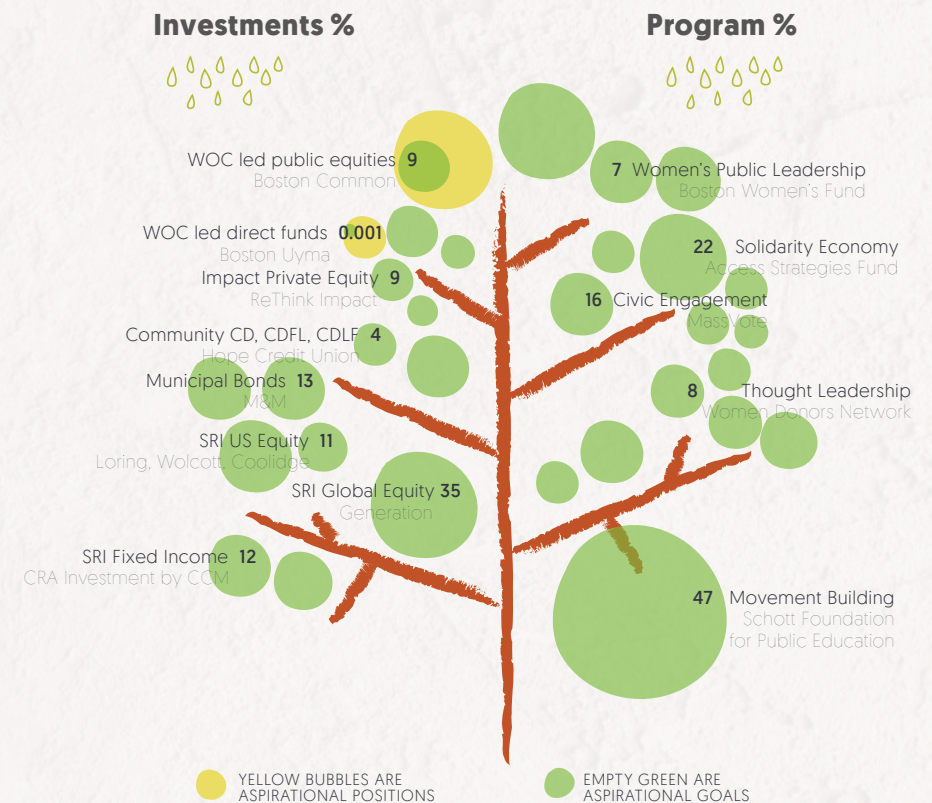 Investments %
WOC led public equities 9
Boston Common
WOC led direct funds 0.001
Boston Uyma
Impact Private Equity 9
ReThink Impact
Community CD, CDFL, CDLF 4
Hope Credit Union
Municipal Bonds 13
M&M
SRI US Equity 11
Loring, Wolcott, Coolidge
SRI Global Equity 35
Generation
SRI Fixed Income 12
CRA Investment by CCM
Program %
7 Women's Public Leadership
Boston Women's Fund
22 Solidarity Economy
Access Strategies Fund
16 Civic Engagement
MassVote
8 Thought Leadership
Women Donors Network
47 Movement Building
Schott Foundation
for Public Education
YELLOW BUBBLES ARE
ASPIRATIONAL POSITIONS
EMPTY GREEN ARE
ASPIRATIONAL GOALS